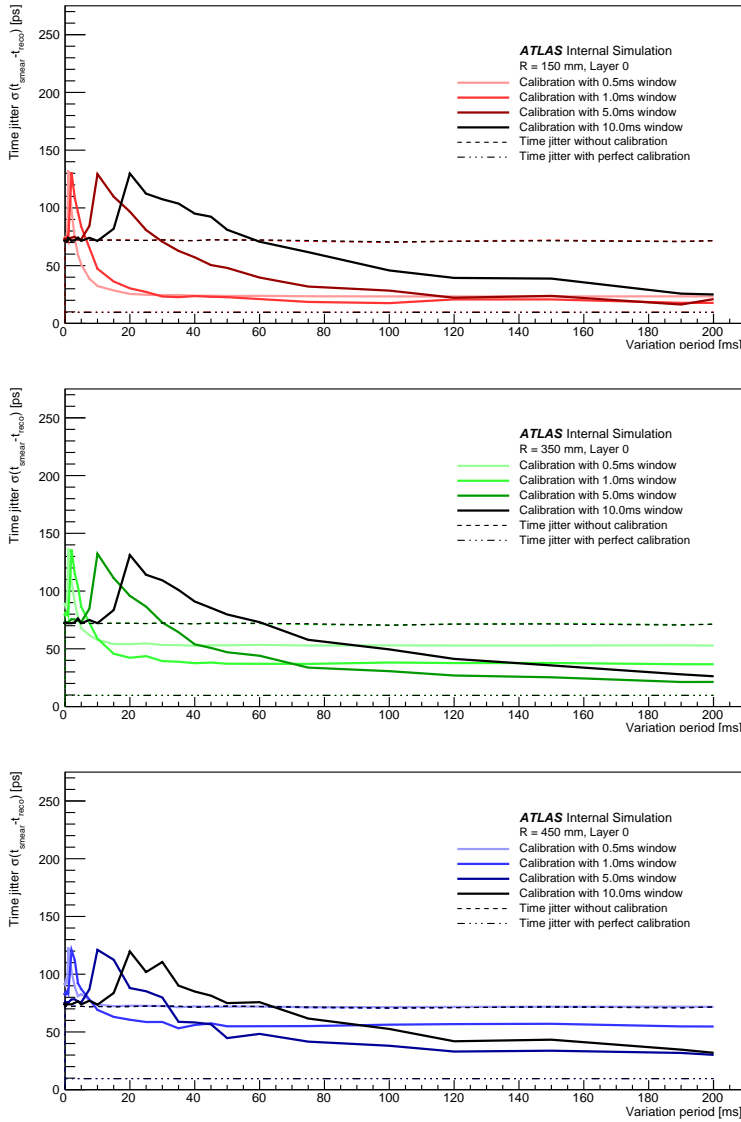 Time jitter σ(t_smear-t_reco) [ps]
250
200
150
100
50
0
ATLAS Internal Simulation
R = 150 mm, Layer 0
Calibration with 0.5ms window
Calibration with 1.0ms window
Calibration with 5.0ms window
Calibration with 10.0ms window
Time jitter without calibration
Time jitter with perfect calibration
0 20 40 60 80 100 120 140 160 180 200
Variation period [ms]
Time jitter σ(t_smear-t_reco) [ps]
250
200
150
100
50
0
ATLAS Internal Simulation
R = 350 mm, Layer 0
Calibration with 0.5ms window
Calibration with 1.0ms window
Calibration with 5.0ms window
Calibration with 10.0ms window
Time jitter without calibration
Time jitter with perfect calibration
0 20 40 60 80 100 120 140 160 180 200
Variation period [ms]
Time jitter σ(t_smear-t_reco) [ps]
250
200
150
100
50
0
ATLAS Internal Simulation
R = 450 mm, Layer 0
Calibration with 0.5ms window
Calibration with 1.0ms window
Calibration with 5.0ms window
Calibration with 10.0ms window
Time jitter without calibration
Time jitter with perfect calibration
0 20 40 60 80 100 120 140 160 180 200
Variation period [ms]